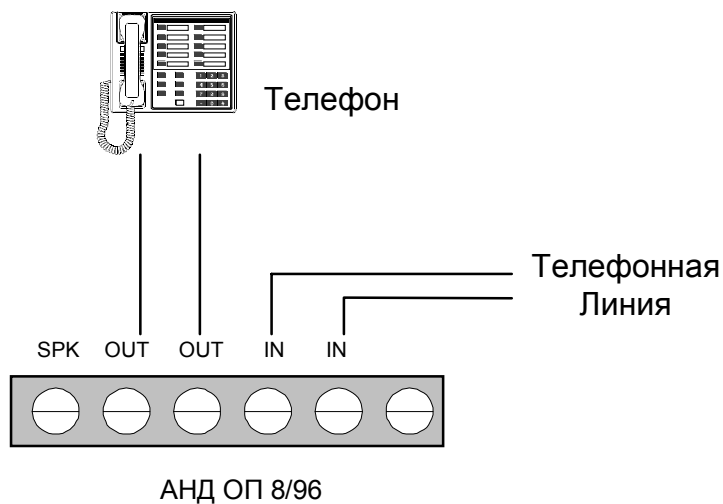 Телефон
Телефонная
Линия
SPK OUT OUT IN IN
АНД ОП 8/96